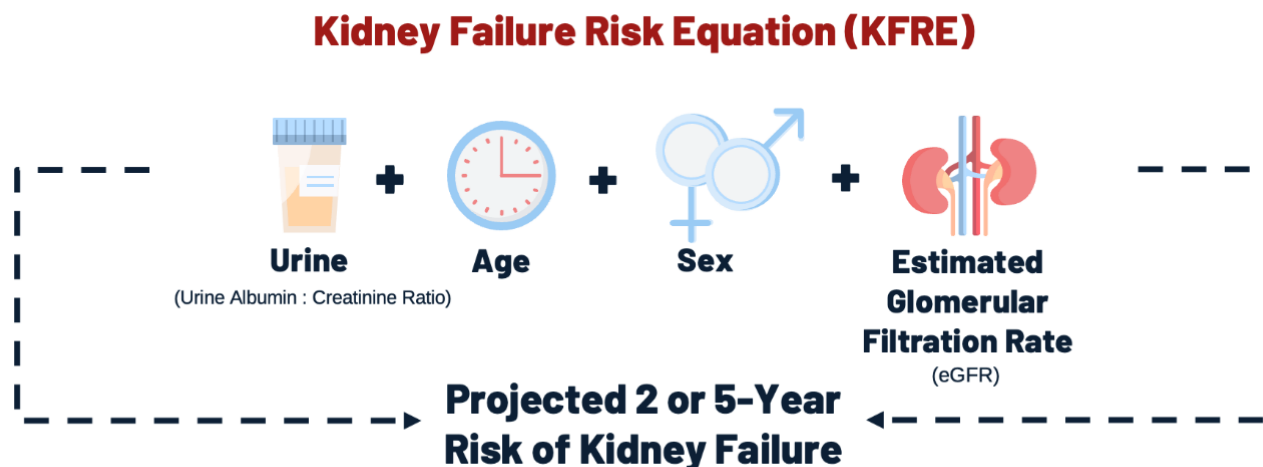 Kidney Failure Risk Equation (KFRE)
Urine
(Urine Albumin : Creatinine Ratio)
Age
Sex
Estimated
Glomerular
Filtration Rate
(eGFR)
Projected 2 or 5-Year
Risk of Kidney Failure